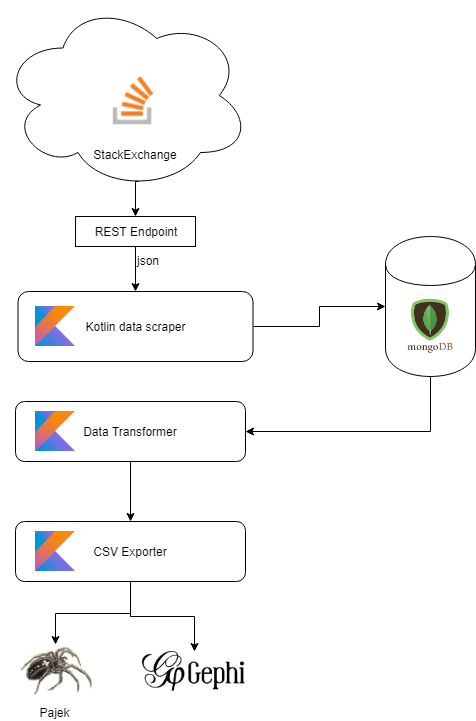 StackExchange
REST Endpoint
json
Kotlin data scraper
mongoDB
Data Transformer
CSV Exporter
Gephi
Pajek